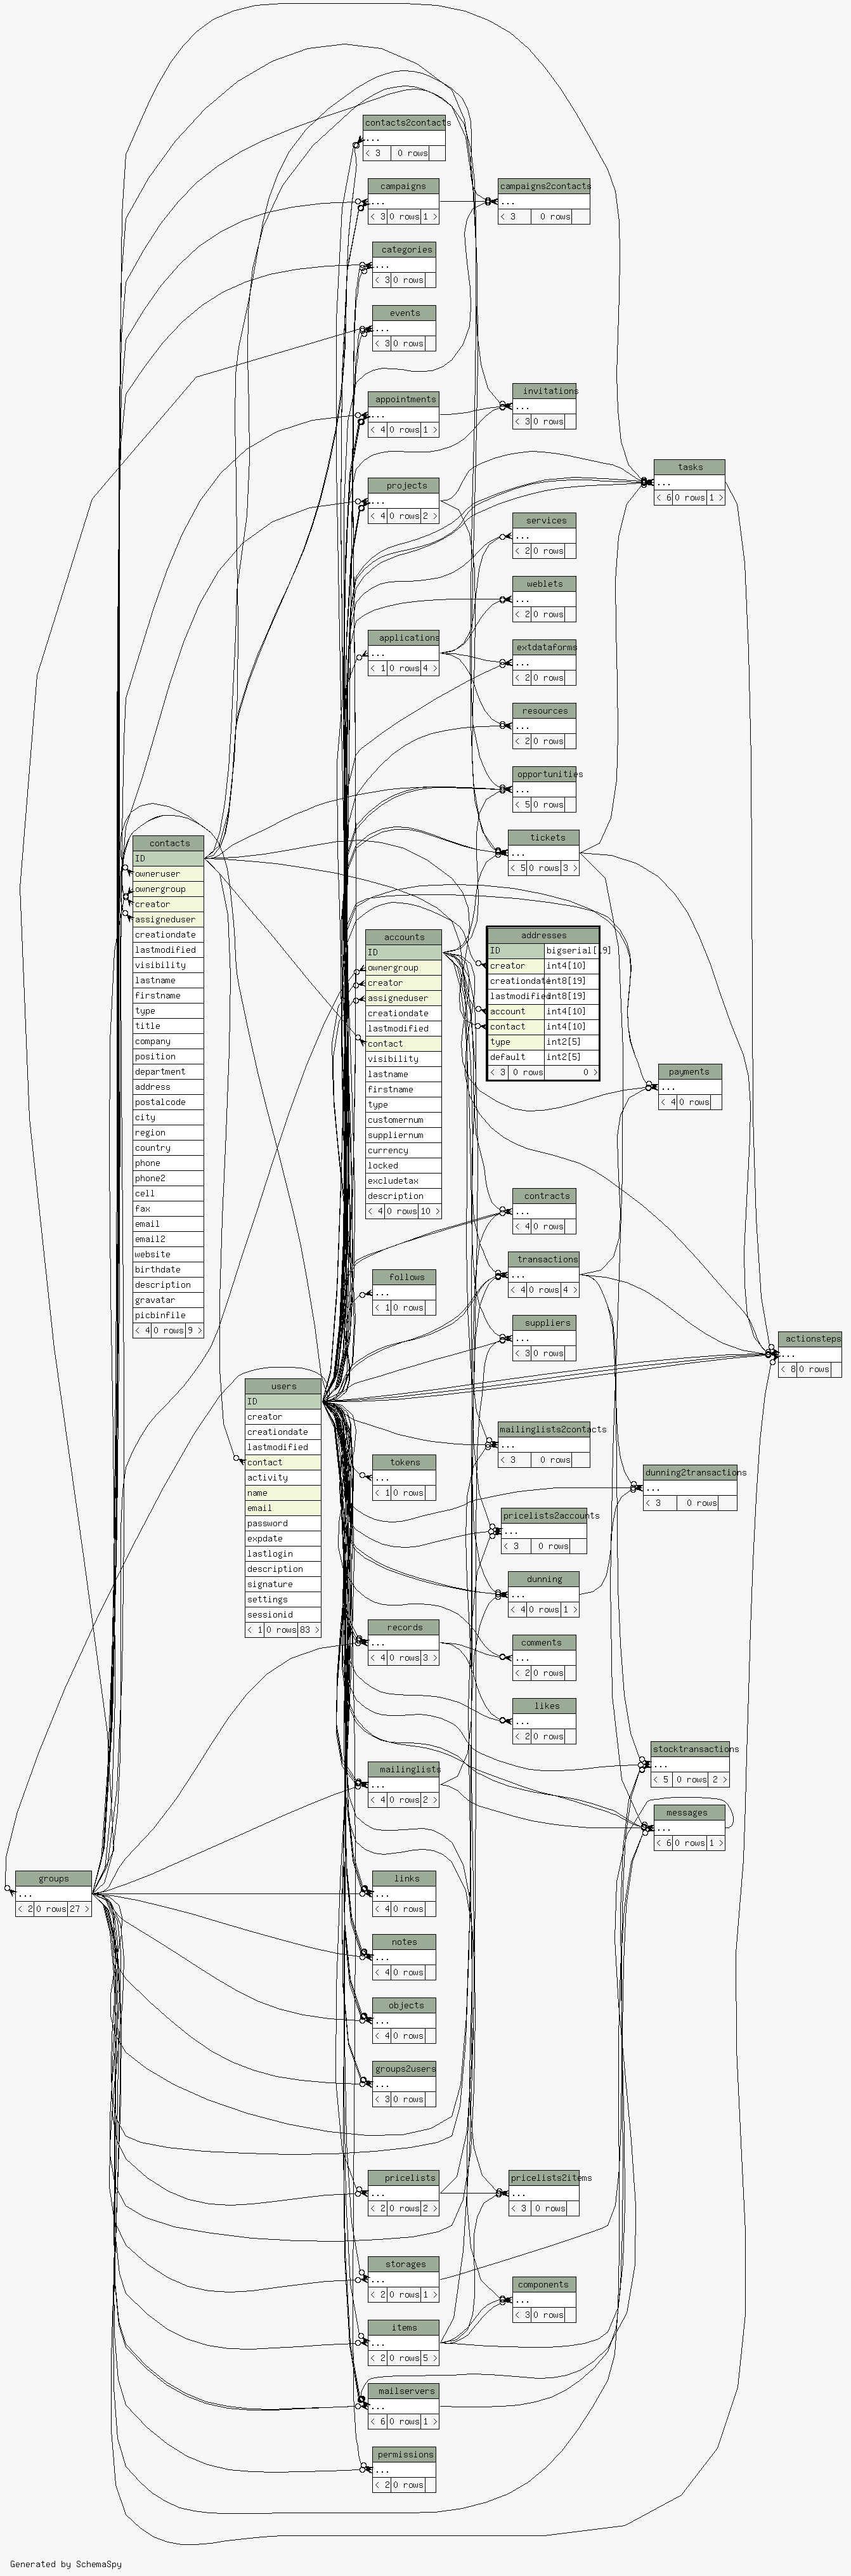 contacts2contacts
...
< 3 0 rows
campaigns
...
< 3 0 rows 1 >
campaigns2contacts
...
< 3 0 rows
categories
...
< 3 0 rows
events
...
< 3 0 rows
appointments
...
< 4 0 rows 1 >
invitations
...
< 3 0 rows
tasks
...
< 6 0 rows 1 >
projects
...
< 4 0 rows 2 >
services
...
< 2 0 rows
weblets
...
< 2 0 rows
applications
...
< 1 0 rows 4 >
extdataforms
...
< 2 0 rows
resources
...
< 2 0 rows
opportunities
...
< 5 0 rows
tickets
...
< 5 0 rows 3 >
contacts
ID
owneruser
ownergroup
creator
assigneduser
creationdate
lastmodified
visibility
lastname
firstname
type
title
company
position
department
address
postalcode
city
region
country
phone
phone2
cell
fax
email
email2
website
birthdate
description
gravatar
picbinfile
< 4 0 rows 9 >
accounts
ID
ownergroup
creator
assigneduser
creationdate
lastmodified
contact
visibility
lastname
firstname
type
customernum
suppliernum
currency
locked
excludetax
description
< 4 0 rows 10 >
addresses
ID bigserial[19]
creator int4[10]
creationdate int8[19]
lastmodified int8[19]
account int4[10]
contact int4[10]
type int2[5]
default int2[5]
< 3 0 rows 0 >
payments
...
< 4 0 rows
contracts
...
< 4 0 rows
transactions
...
< 4 0 rows 4 >
follows
...
< 1 0 rows
suppliers
...
< 3 0 rows
actionsteps
...
< 8 0 rows
users
ID
creator
creationdate
lastmodified
contact
activity
name
email
password
expdate
lastlogin
description
signature
settings
sessionid
< 1 0 rows 83 >
mailinglists2contacts
...
< 3 0 rows
tokens
...
< 1 0 rows
dunning2transactions
...
< 3 0 rows
pricelists2accounts
...
< 3 0 rows
dunning
...
< 4 0 rows 1 >
records
...
< 4 0 rows 3 >
comments
...
< 2 0 rows
likes
...
< 2 0 rows
stocktransactions
...
< 5 0 rows 2 >
mailinglists
...
< 4 0 rows 2 >
messages
...
< 6 0 rows 1 >
groups
...
< 2 0 rows 27 >
links
...
< 4 0 rows
notes
...
< 4 0 rows
objects
...
< 4 0 rows
groups2users
...
< 3 0 rows
pricelists
...
< 2 0 rows 2 >
pricelists2items
...
< 3 0 rows
storages
...
< 2 0 rows 1 >
components
...
< 3 0 rows
items
...
< 2 0 rows 5 >
mailservers
...
< 6 0 rows 1 >
permissions
...
< 2 0 rows
Generated by SchemaSpy